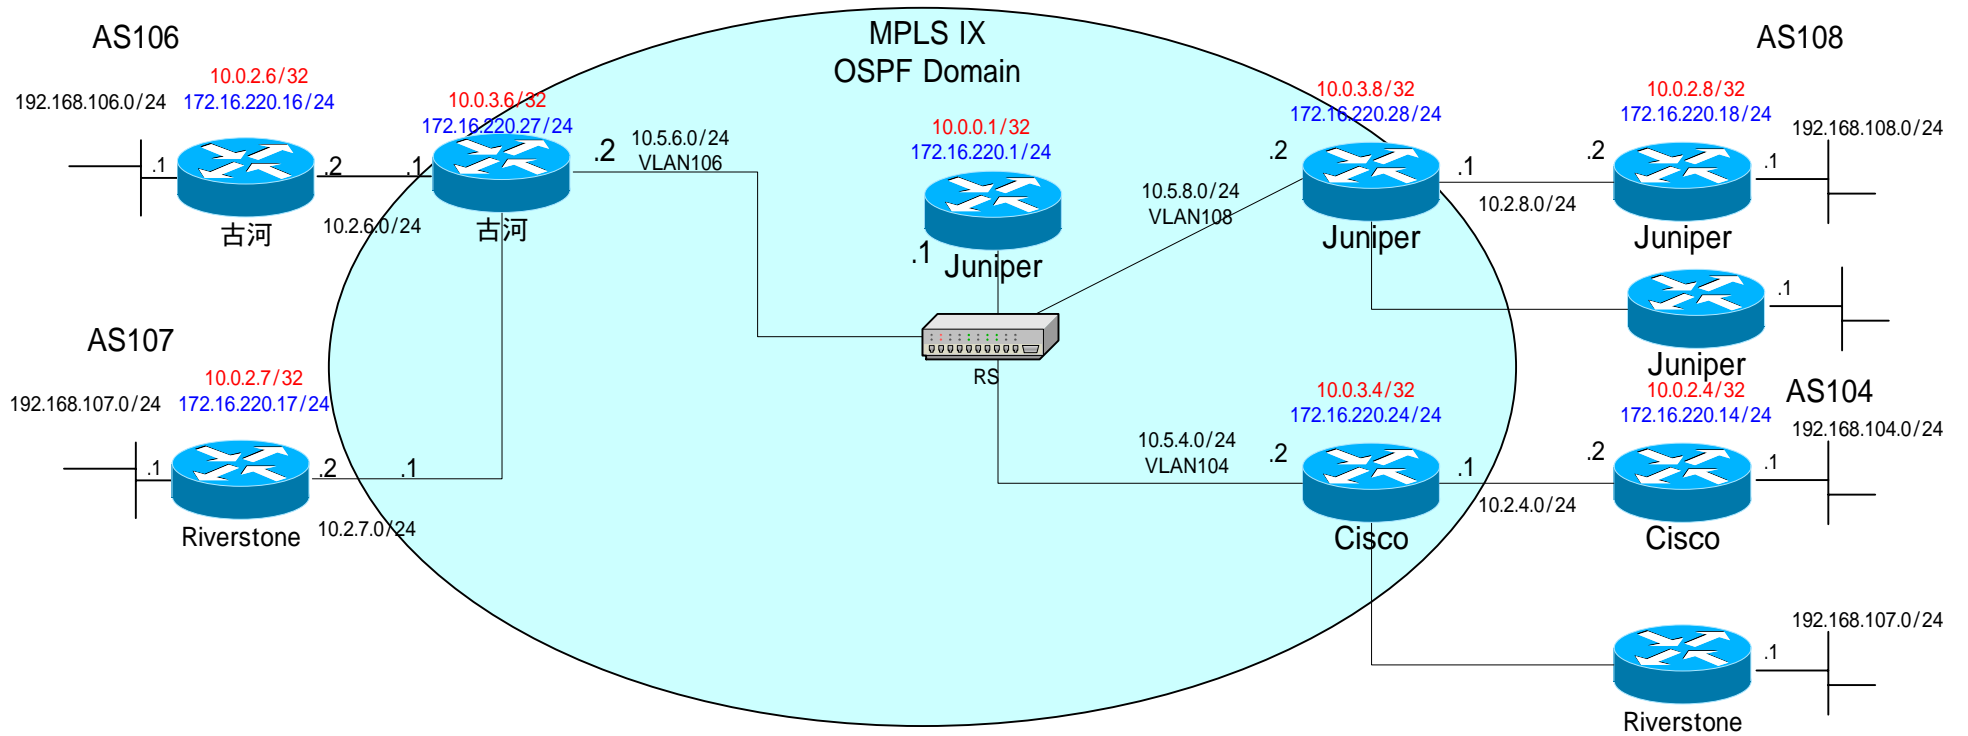 MPLS IX
OSPF Domain
AS106
10.0.2.6/32
172.16.220.16/24
192.168.106.0/24
.1
古河
.2
10.2.6.0/24
10.0.3.6/32
172.16.220.27/24
.1
古河
.2
10.5.6.0/24
VLAN106
10.0.0.1/32
172.16.220.1/24
.1
Juniper
RS
10.5.8.0/24
VLAN108
10.0.3.8/32
172.16.220.28/24
.2
Juniper
.1
10.2.8.0/24
AS108
10.0.2.8/32
172.16.220.18/24
.2
Juniper
.1
192.168.108.0/24
Juniper
.1
AS107
10.0.2.7/32
172.16.220.17/24
192.168.107.0/24
.1
Riverstone
.2
.1
10.2.7.0/24
10.5.4.0/24
VLAN104
10.0.3.4/32
172.16.220.24/24
.2
Cisco
.1
10.2.4.0/24
AS104
10.0.2.4/32
172.16.220.14/24
.2
Cisco
.1
192.168.104.0/24
192.168.107.0/24
.1
Riverstone